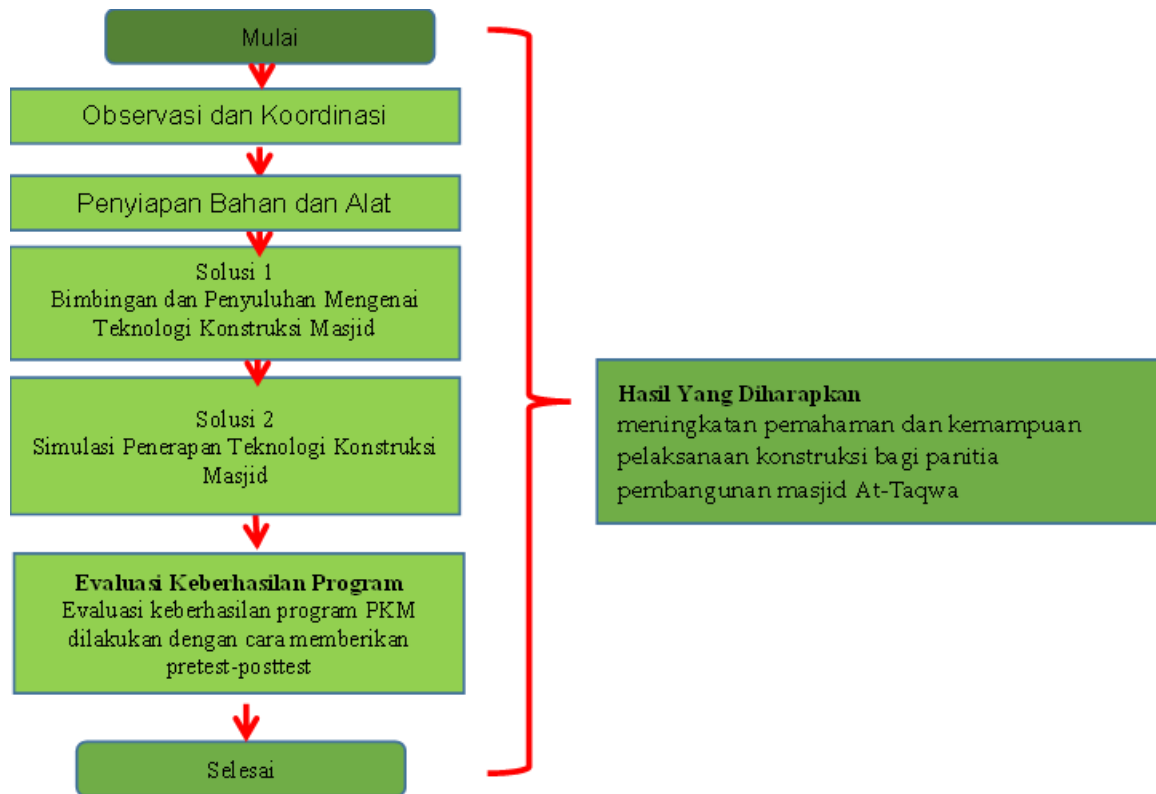 Mulai
Observasi dan Koordinasi
Penyiapan Bahan dan Alat
Solusi 1
Bimbingan dan Penyuluhan Mengenai
Teknologi Konstruksi Masjid
Solusi 2
Simulasi Penerapan Teknologi Konstruksi
Masjid
Evaluasi Keberhasilan Program
Evaluasi keberhasilan program PKM
dilakukan dengan cara memberikan
pretest-posttest
Selesai
Hasil Yang Diharapkan
meningkatan pemahaman dan kemampuan
pelaksanaan konstruksi bagi panitia
pembangunan masjid At-Taqwa